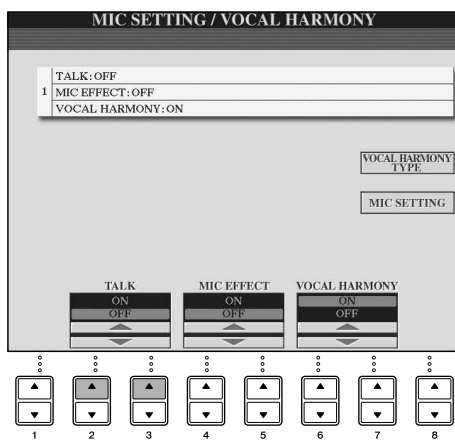 MIC SETTING / VOCAL HARMONY
TALK:OFF
1 MIC EFFECT:OFF
VOCAL HARMONY:ON
VOCAL HARMONY
TYPE
MIC SETTING
TALK MIC EFFECT VOCAL HARMONY
ON ON ON
OFF OFF OFF
1 2 3 4 5 6 7 8